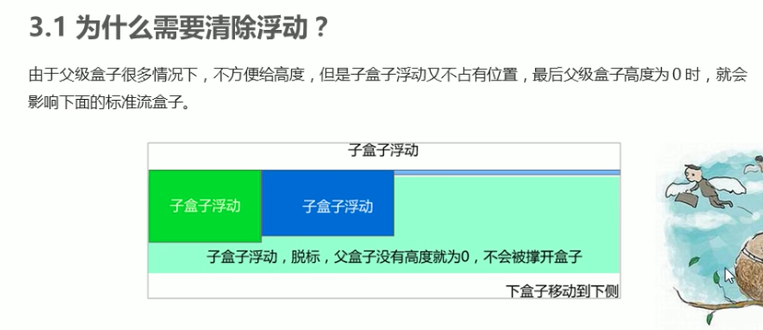 3.1 为什么需要清除浮动？
由于父级盒子很多情况下，不方便给高度，但是子盒子浮动又不占有位置，最后父级盒子高度为 0 时，就会
影响下面的标准流盒子。
子盒子浮动
子盒子浮动
子盒子浮动
子盒子浮动，脱标，父盒子没有高度就为0，不会被撑开盒子
下盒子移动到下侧